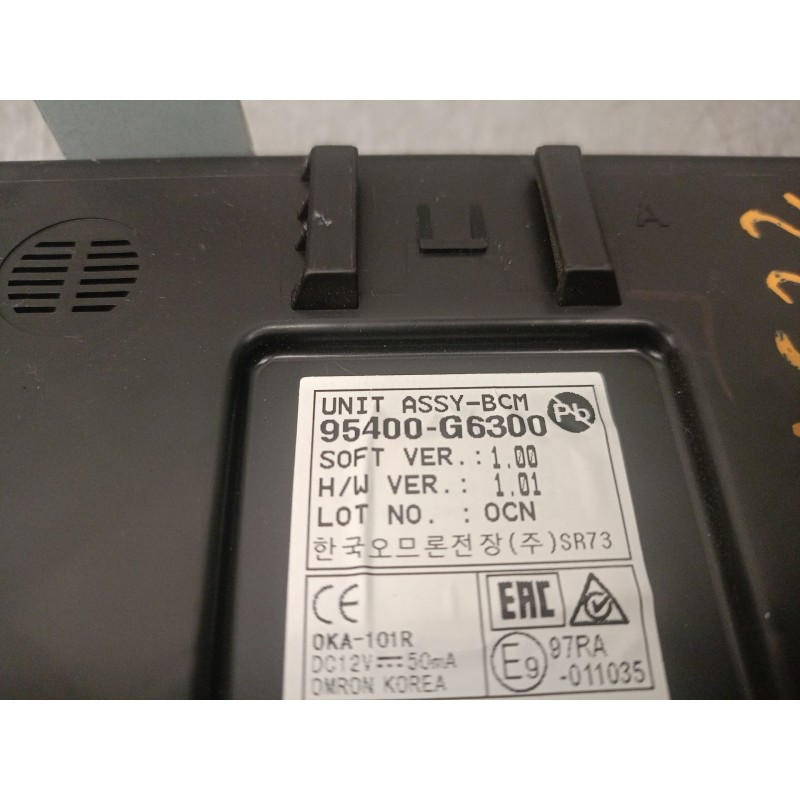 UNIT ASSY-BCM
95400-G6300
Pb
SOFT VER.: 1.00
H/W VER.: 1.01
LOT NO. : OCN
한국오므론전장(주)SR73
CE
EAC
OKA-101R
DC12V 50mA
OMRON KOREA
E9
97RA
-011035
A